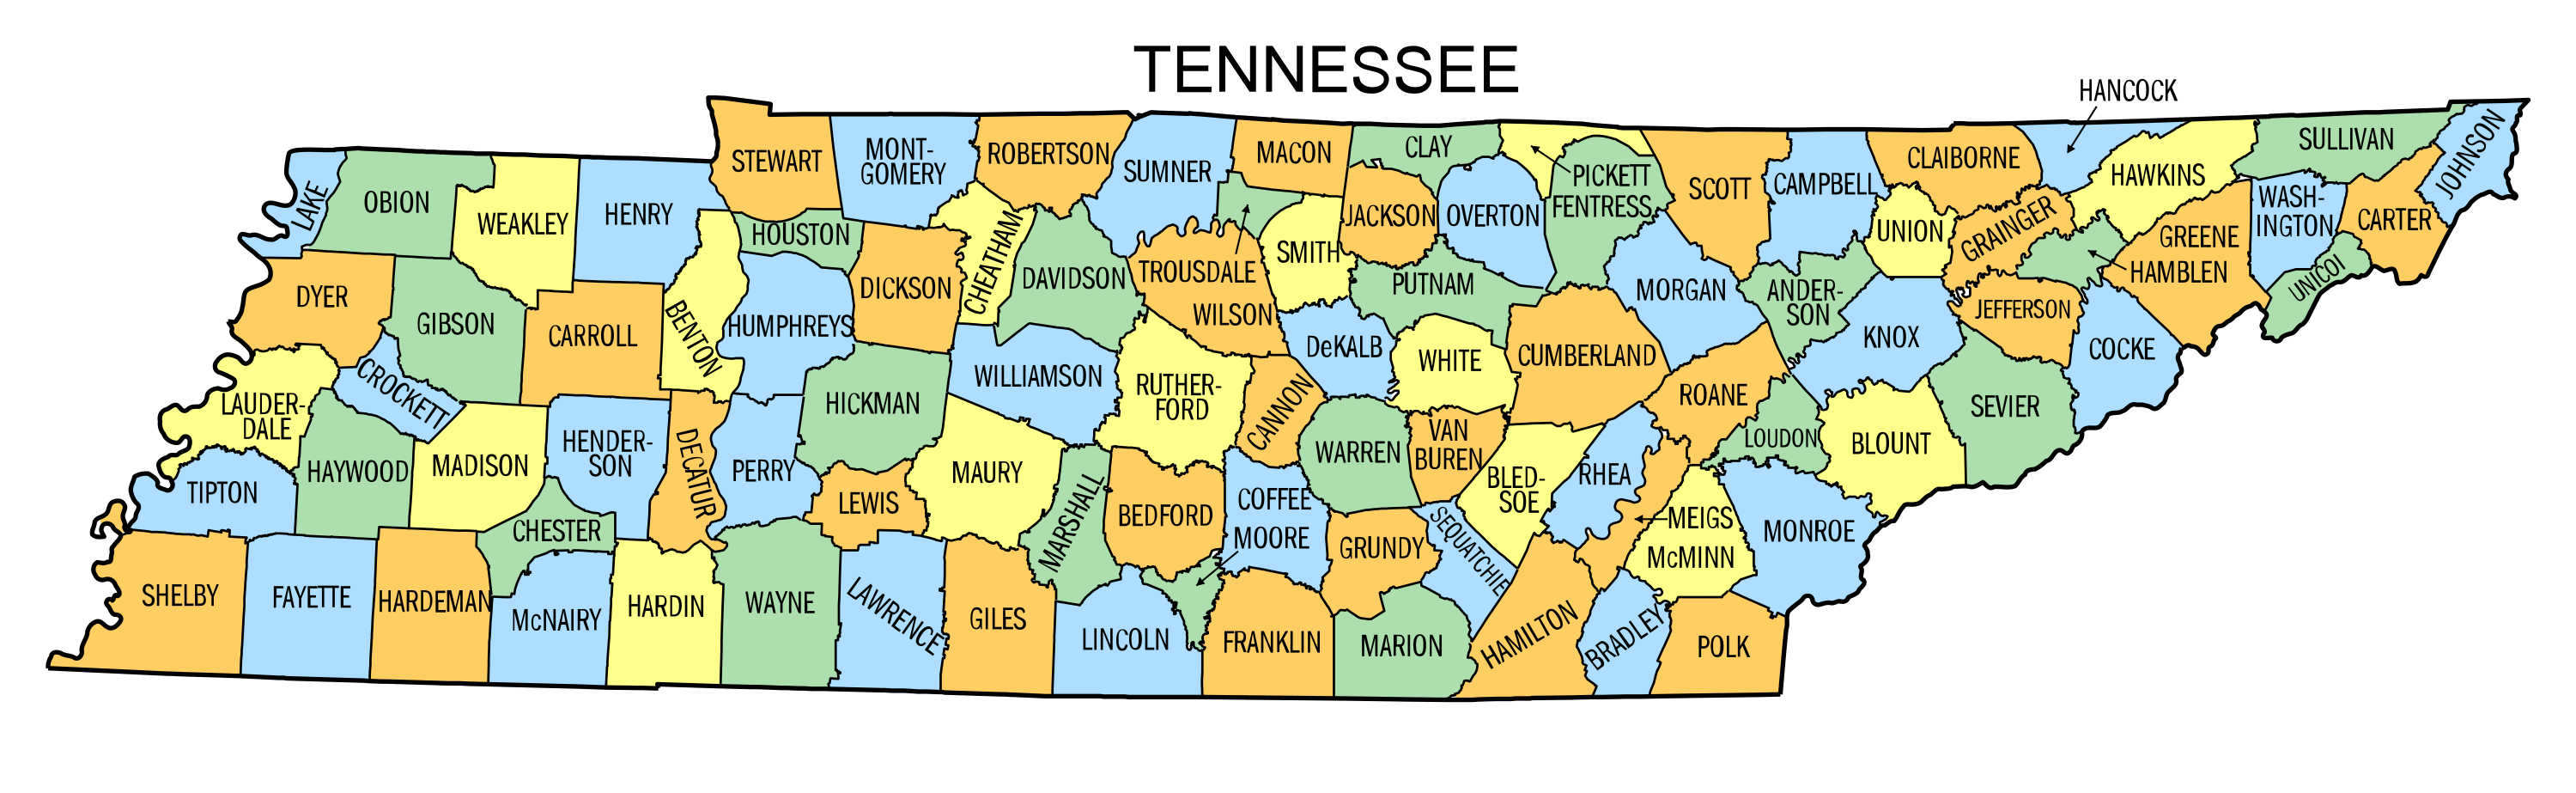 TENNESSEE
HANCOCK
STEWART
MONT-
GOMERY
ROBERTSON
SUMNER
MACON
CLAY
PICKETT
FENTRESS
SCOTT
CAMPBELL
CLAIBORNE
HAWKINS
SULLIVAN
JOHNSON
LAKE
OBION
WEAKLEY
HENRY
HOUSTON
CHEATHAM
DAVIDSON
TROUSDALE
SMITH
JACKSON
OVERTON
UNION
GRAINGER
GREENE
HAMBLEN
WASH-
INGTON
CARTER
UNICOI
DYER
GIBSON
CARROLL
BENTON
HUMPHREYS
DICKSON
WILSON
PUTNAM
MORGAN
ANDER-
SON
KNOX
JEFFERSON
COCKE
LAUDER-
DALE
CROCKETT
HICKMAN
WILLIAMSON
RUTHER-
FORD
CANNON
DeKALB
WHITE
CUMBERLAND
ROANE
LOUDON
BLOUNT
SEVIER
TIPTON
HAYWOOD
MADISON
HENDER-
SON
DECATUR
PERRY
LEWIS
MAURY
MARSHALL
BEDFORD
COFFEE
MOORE
WARREN
VAN
BUREN
BLED-
SOE
RHEA
MEIGS
McMINN
MONROE
SHELBY
FAYETTE
HARDEMAN
CHESTER
McNAIRY
HARDIN
WAYNE
LAWRENCE
GILES
LINCOLN
FRANKLIN
GRUNDY
SEQUATCHIE
MARION
HAMILTON
BRADLEY
POLK